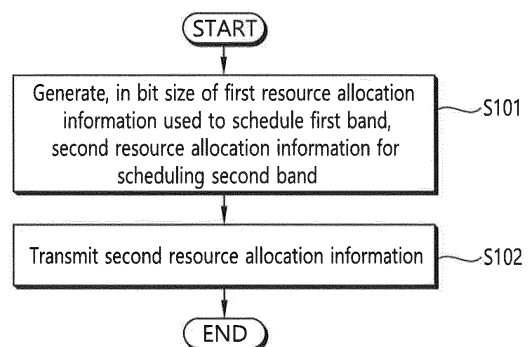 START
Generate, in bit size of first resource allocation
information used to schedule first band,
second resource allocation information for
scheduling second band
S101
Transmit second resource allocation information
S102
END